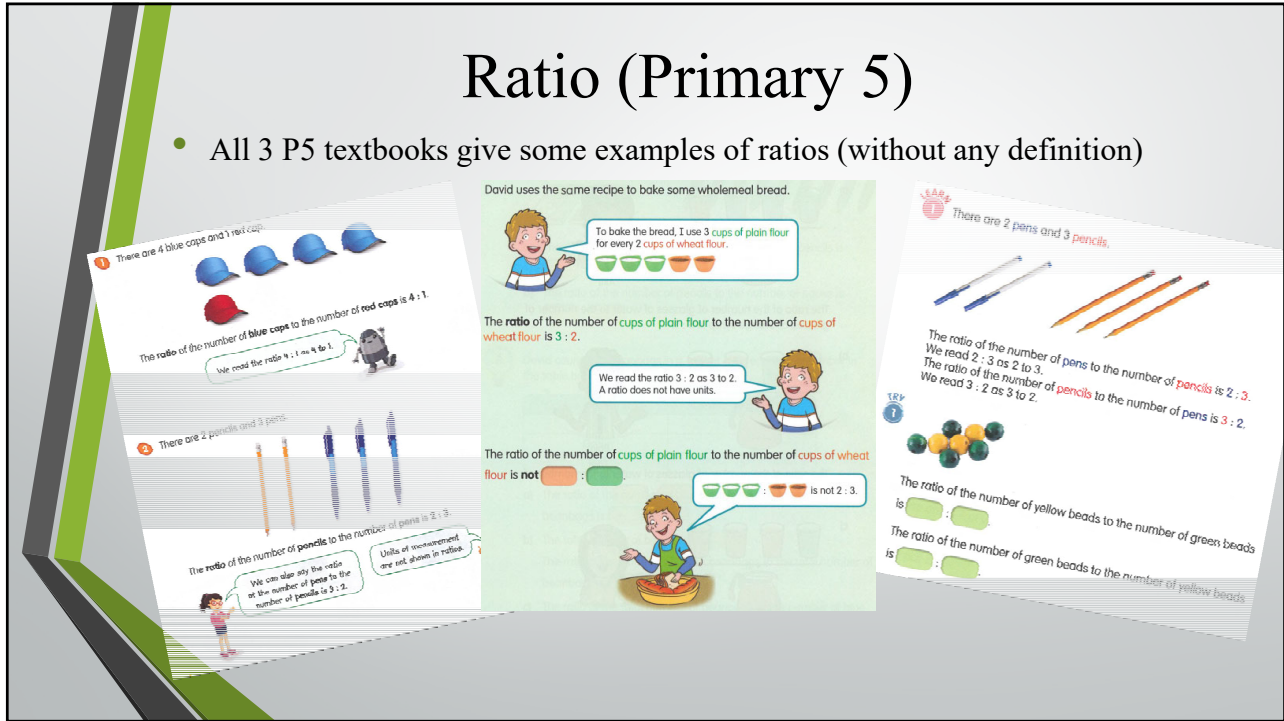 Ratio (Primary 5)
• All 3 P5 textbooks give some examples of ratios (without any definition)
1 There are 4 blue caps and 1 red cap.
The ratio of the number of blue caps to the number of red caps is 4 : 1.
We read the ratio 4 : 1 as 4 to 1.
2 There are 2 pencils and 3 pens.
The ratio of the number of pencils to the number of pens is 2 : 3.
We can also say the ratio
of the number of pens to the
number of pencils is 3 : 2.
Units of measurement
are not shown in ratios.
David uses the same recipe to bake some wholemeal bread.
To bake the bread, I use 3 cups of plain flour
for every 2 cups of wheat flour.
The ratio of the number of cups of plain flour to the number of cups of
wheat flour is 3 : 2.
We read the ratio 3 : 2 as 3 to 2.
A ratio does not have units.
The ratio of the number of cups of plain flour to the number of cups of wheat
flour is not : .
: is not 2 : 3.
LEARN
1
There are 2 pens and 3 pencils.
The ratio of the number of pens to the number of pencils is 2 : 3.
We read 2 : 3 as 2 to 3.
The ratio of the number of pencils to the number of pens is 3 : 2.
We read 3 : 2 as 3 to 2.
TRY
1
The ratio of the number of yellow beads to the number of green beads
is : .
The ratio of the number of green beads to the number of yellow beads
is : .